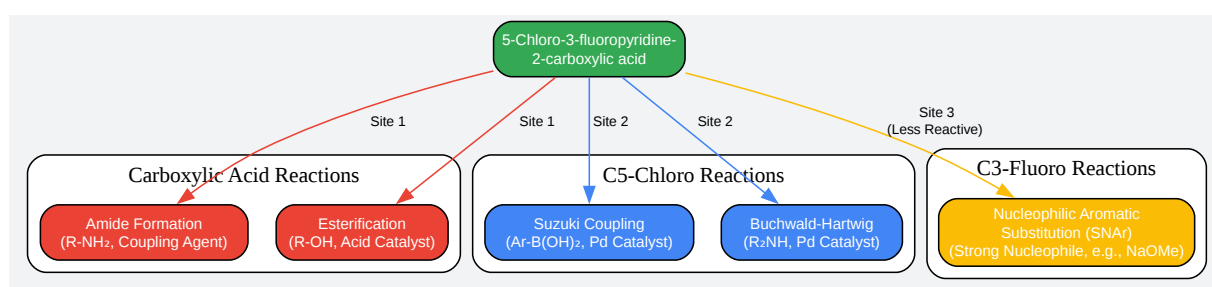 5-Chloro-3-fluoropyridine-
2-carboxylic acid
Site 1
Site 1
Site 2
Site 2
Site 3
(Less Reactive)
Carboxylic Acid Reactions
Amide Formation
(R-NH₂, Coupling Agent)
Esterification
(R-OH, Acid Catalyst)
C5-Chloro Reactions
Suzuki Coupling
(Ar-B(OH)₂, Pd Catalyst)
Buchwald-Hartwig
(R₂NH, Pd Catalyst)
C3-Fluoro Reactions
Nucleophilic Aromatic
Substitution (SNAr)
(Strong Nucleophile, e.g., NaOMe)